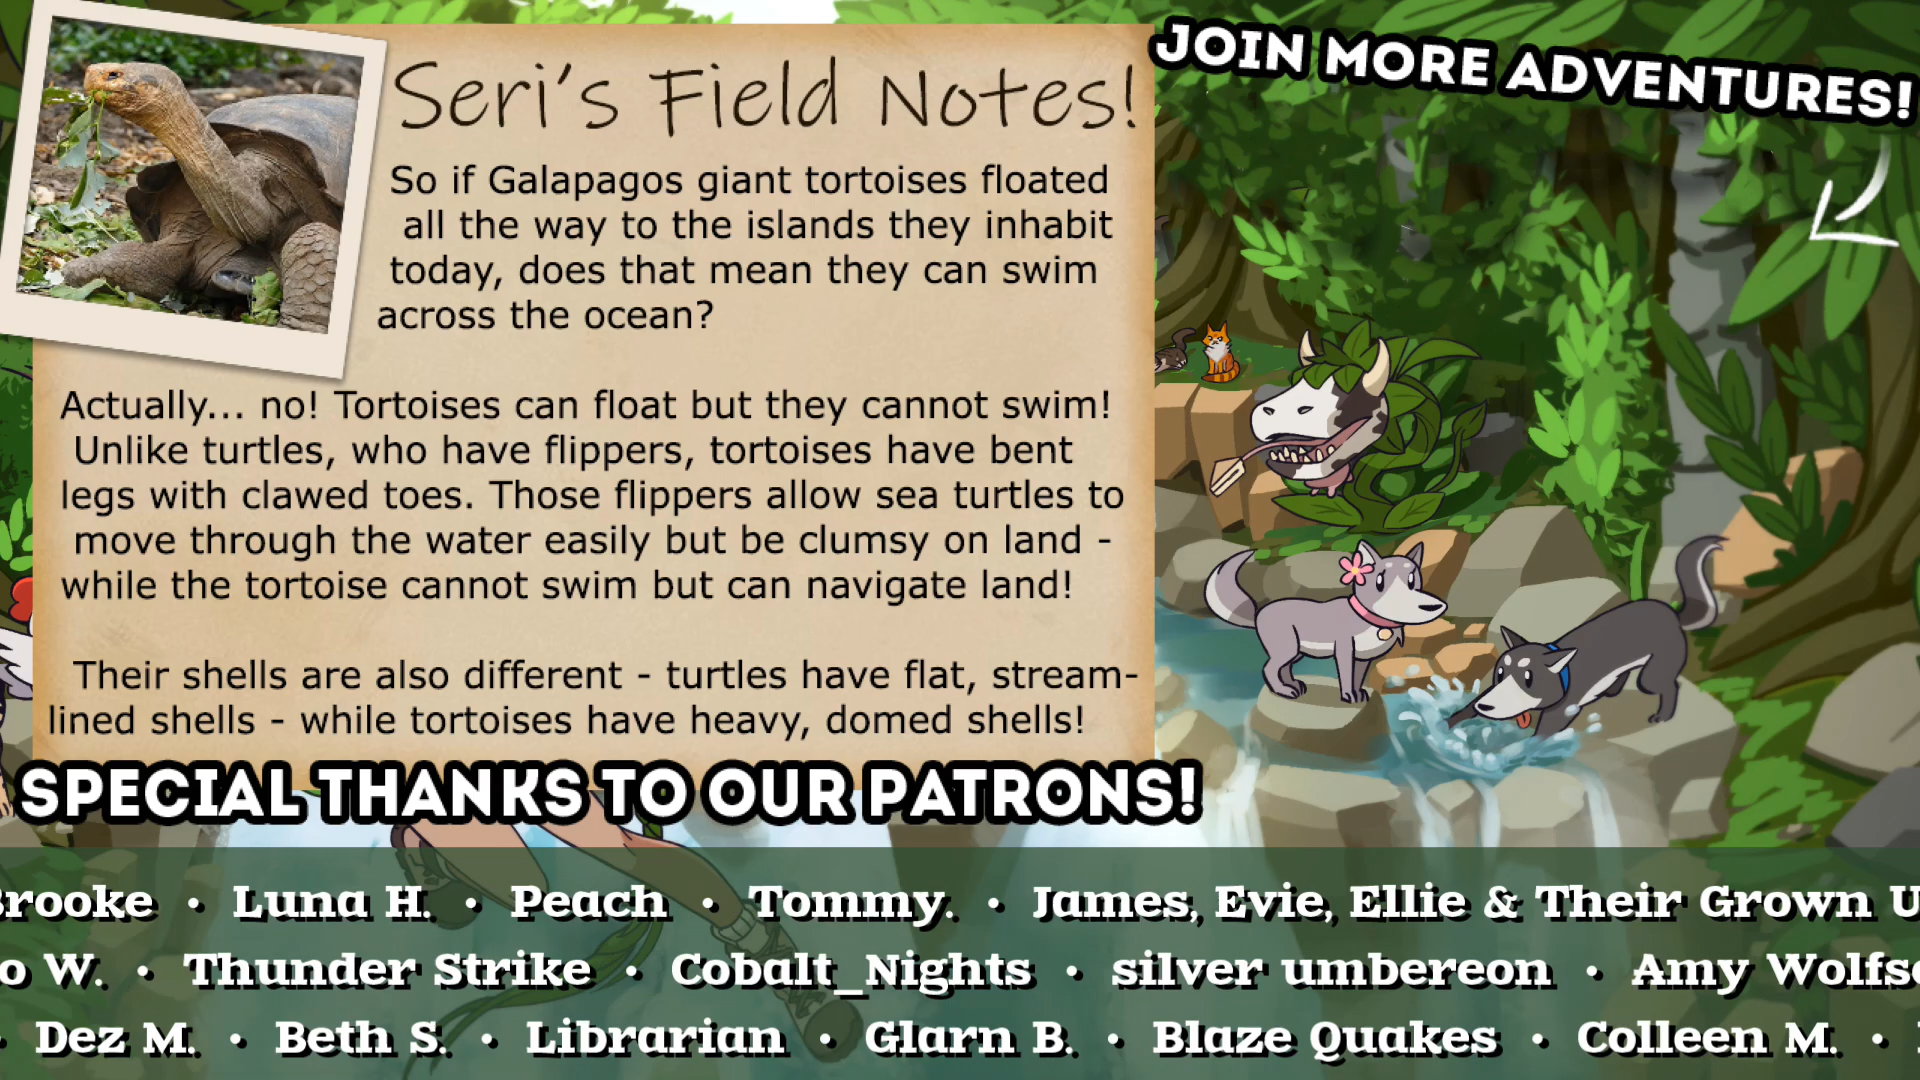 Seri's Field Notes!
JOIN MORE ADVENTURES!
So if Galapagos giant tortoises floated
all the way to the islands they inhabit
today, does that mean they can swim
across the ocean?
Actually... no! Tortoises can float but they cannot swim!
Unlike turtles, who have flippers, tortoises have bent
legs with clawed toes. Those flippers allow sea turtles to
move through the water easily but be clumsy on land -
while the tortoise cannot swim but can navigate land!
Their shells are also different - turtles have flat, stream-
lined shells - while tortoises have heavy, domed shells!
SPECIAL THANKS TO OUR PATRONS!
rooke • Luna H. • Peach • Tommy. • James, Evie, Ellie & Their Grown U
o W. • Thunder Strike • Cobalt_Nights • silver umbereon • Amy Wolfs
• Dez M. • Beth S. • Librarian • Glarn B. • Blaze Quakes • Colleen M. •